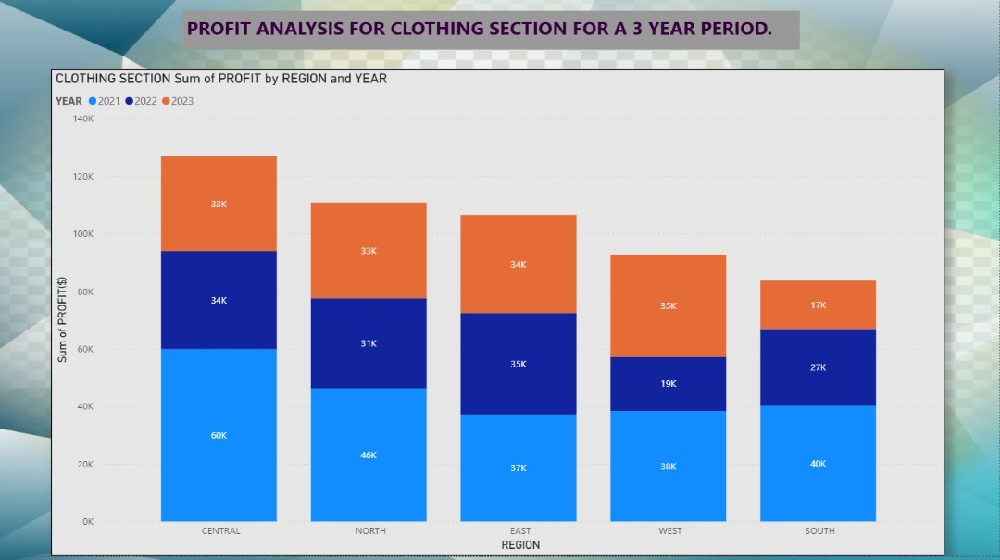 PROFIT ANALYSIS FOR CLOTHING SECTION FOR A 3 YEAR PERIOD.
CLOTHING SECTION Sum of PROFIT by REGION and YEAR
YEAR 2021 2022 2023
Sum of PROFIT($)
140K
120K
100K
80K
60K
40K
20K
0K
33K
34K
60K
33K
31K
46K
34K
35K
37K
35K
19K
38K
17K
27K
40K
CENTRAL NORTH EAST WEST SOUTH
REGION